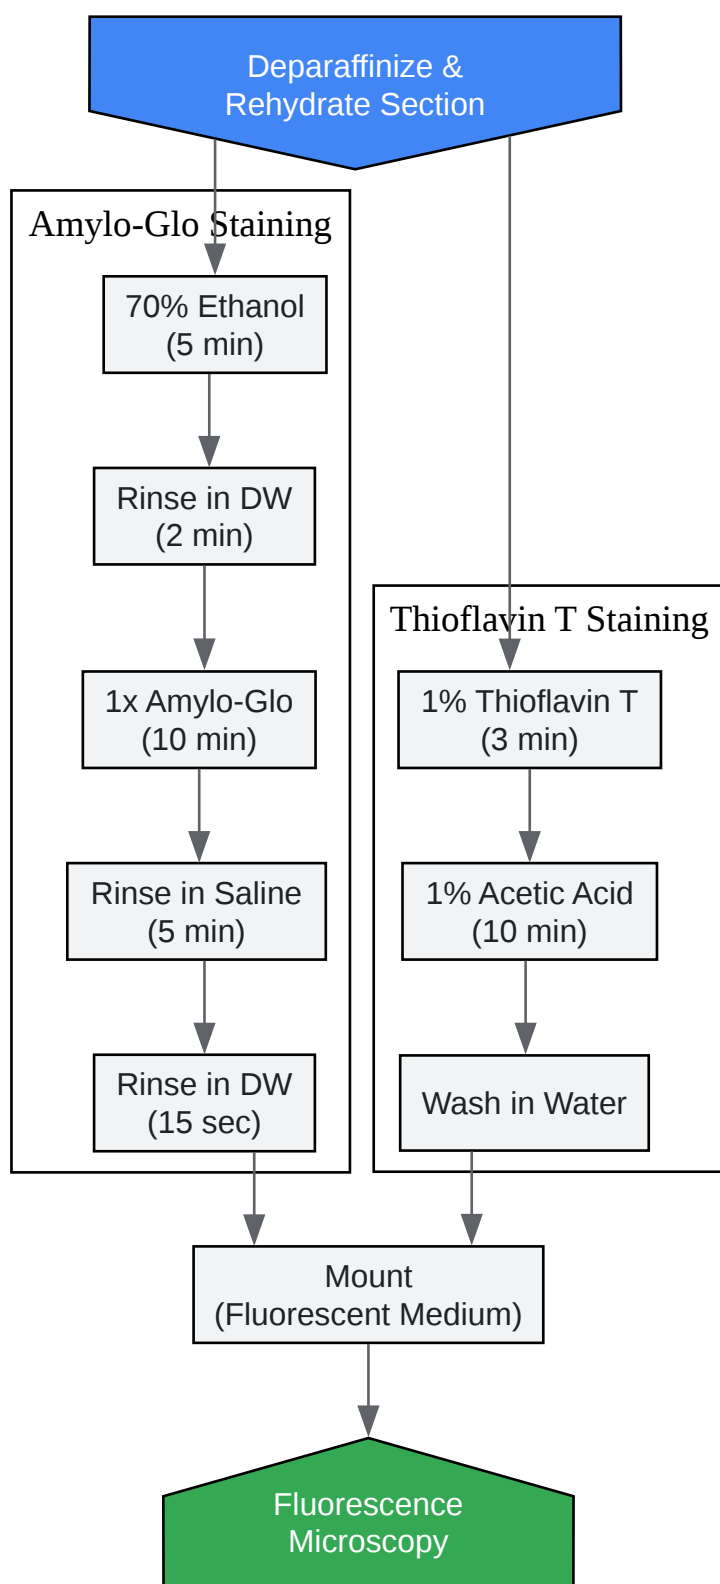 Deparaffinize &
Rehydrate Section
Amylo-Glo Staining
70% Ethanol
(5 min)
Rinse in DW
(2 min)
1x Amylo-Glo
(10 min)
Rinse in Saline
(5 min)
Rinse in DW
(15 sec)
Thioflavin T Staining
1% Thioflavin T
(3 min)
1% Acetic Acid
(10 min)
Wash in Water
Mount
(Fluorescent Medium)
Fluorescence
Microscopy